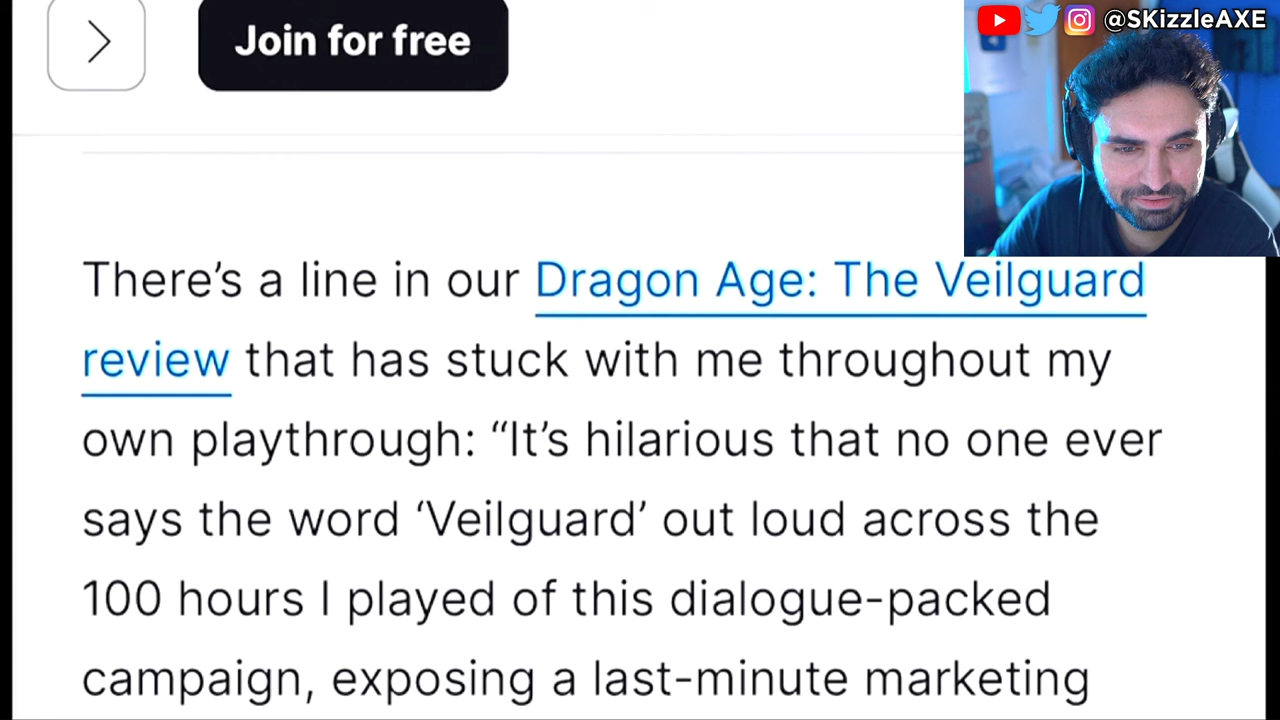 @SKizzleAXE
Join for free
There’s a line in our Dragon Age: The Veilguard
review that has stuck with me throughout my
own playthrough: “It’s hilarious that no one ever
says the word ‘Veilguard’ out loud across the
100 hours I played of this dialogue-packed
campaign, exposing a last-minute marketing